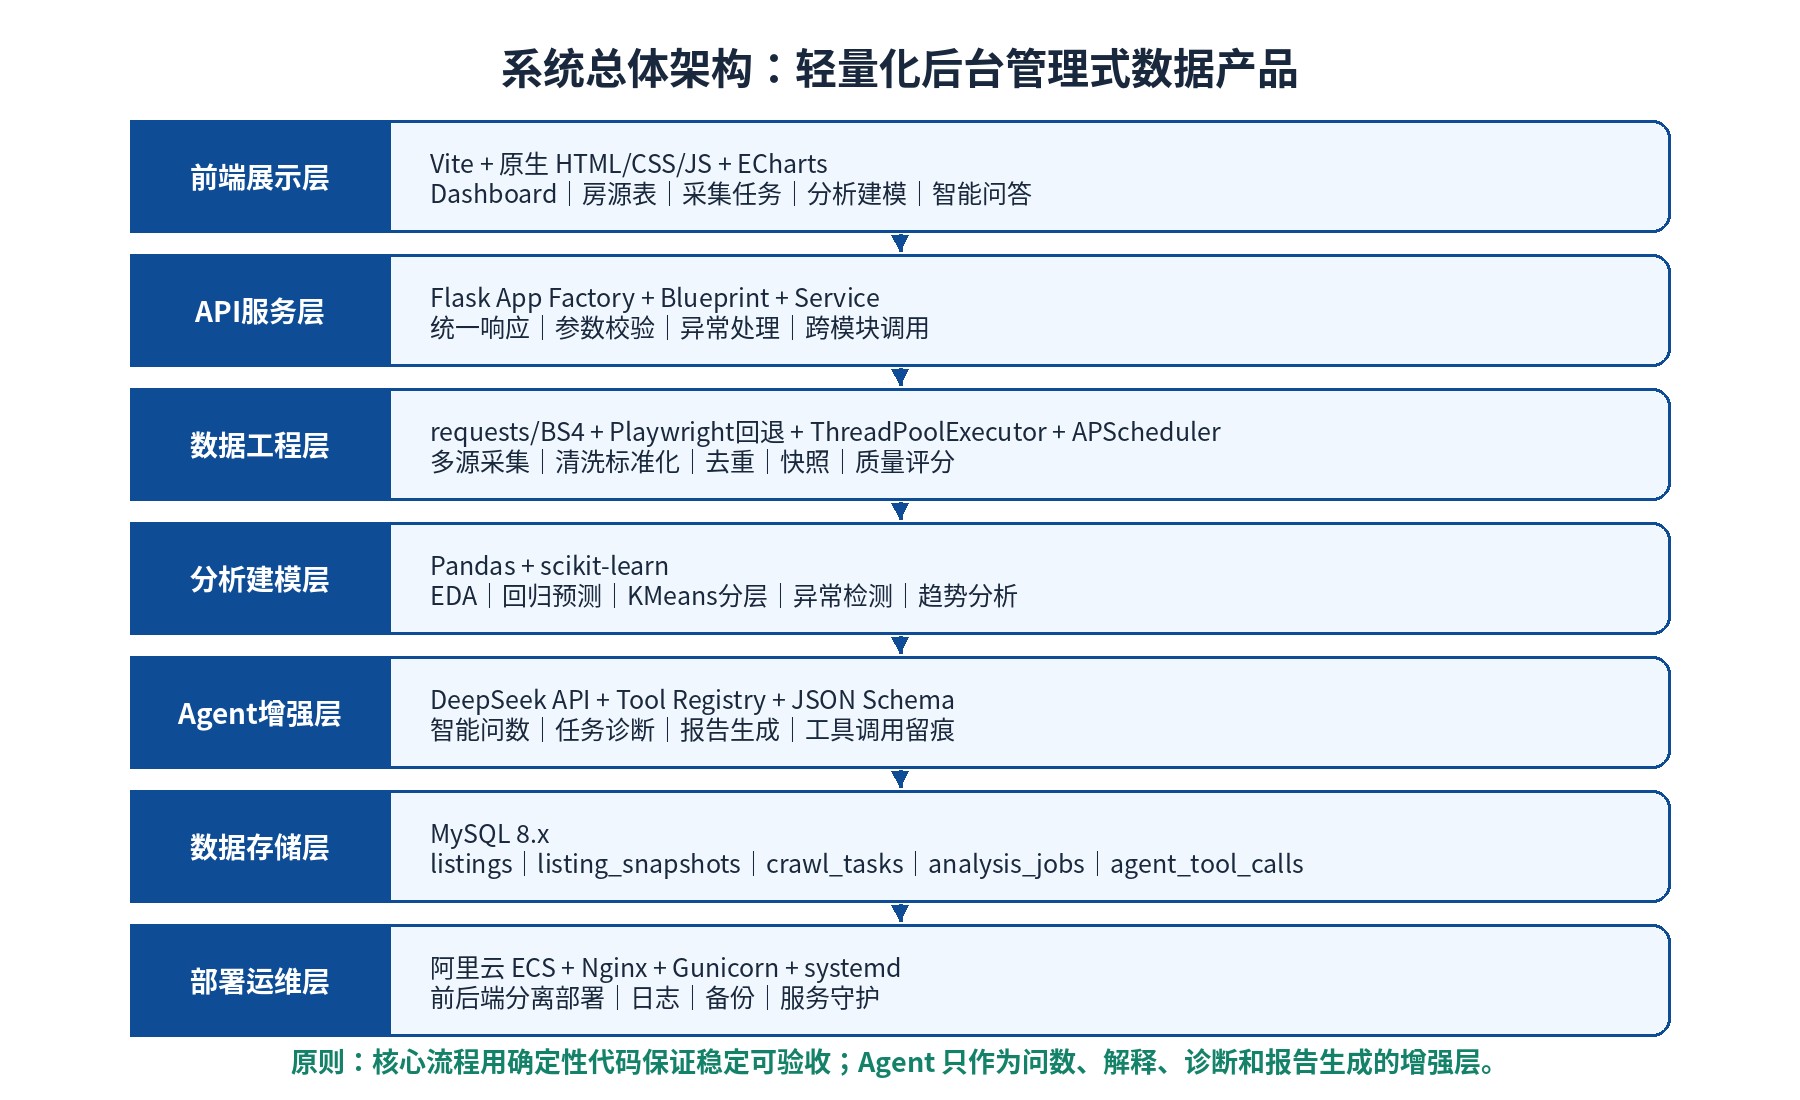 系统总体架构：轻量化后台管理式数据产品
前端展示层
Vite + 原生 HTML/CSS/JS + ECharts
Dashboard｜房源表｜采集任务｜分析建模｜智能问答
API服务层
Flask App Factory + Blueprint + Service
统一响应｜参数校验｜异常处理｜跨模块调用
数据工程层
requests/BS4 + Playwright回退 + ThreadPoolExecutor + APScheduler
多源采集｜清洗标准化｜去重｜快照｜质量评分
分析建模层
Pandas + scikit-learn
EDA｜回归预测｜KMeans分层｜异常检测｜趋势分析
Agent增强层
DeepSeek API + Tool Registry + JSON Schema
智能问数｜任务诊断｜报告生成｜工具调用留痕
数据存储层
MySQL 8.x
listings｜listing_snapshots｜crawl_tasks｜analysis_jobs｜agent_tool_calls
部署运维层
阿里云 ECS + Nginx + Gunicorn + systemd
前后端分离部署｜日志｜备份｜服务守护
原则：核心流程用确定性代码保证稳定可验收；Agent 只作为问数、解释、诊断和报告生成的增强层。